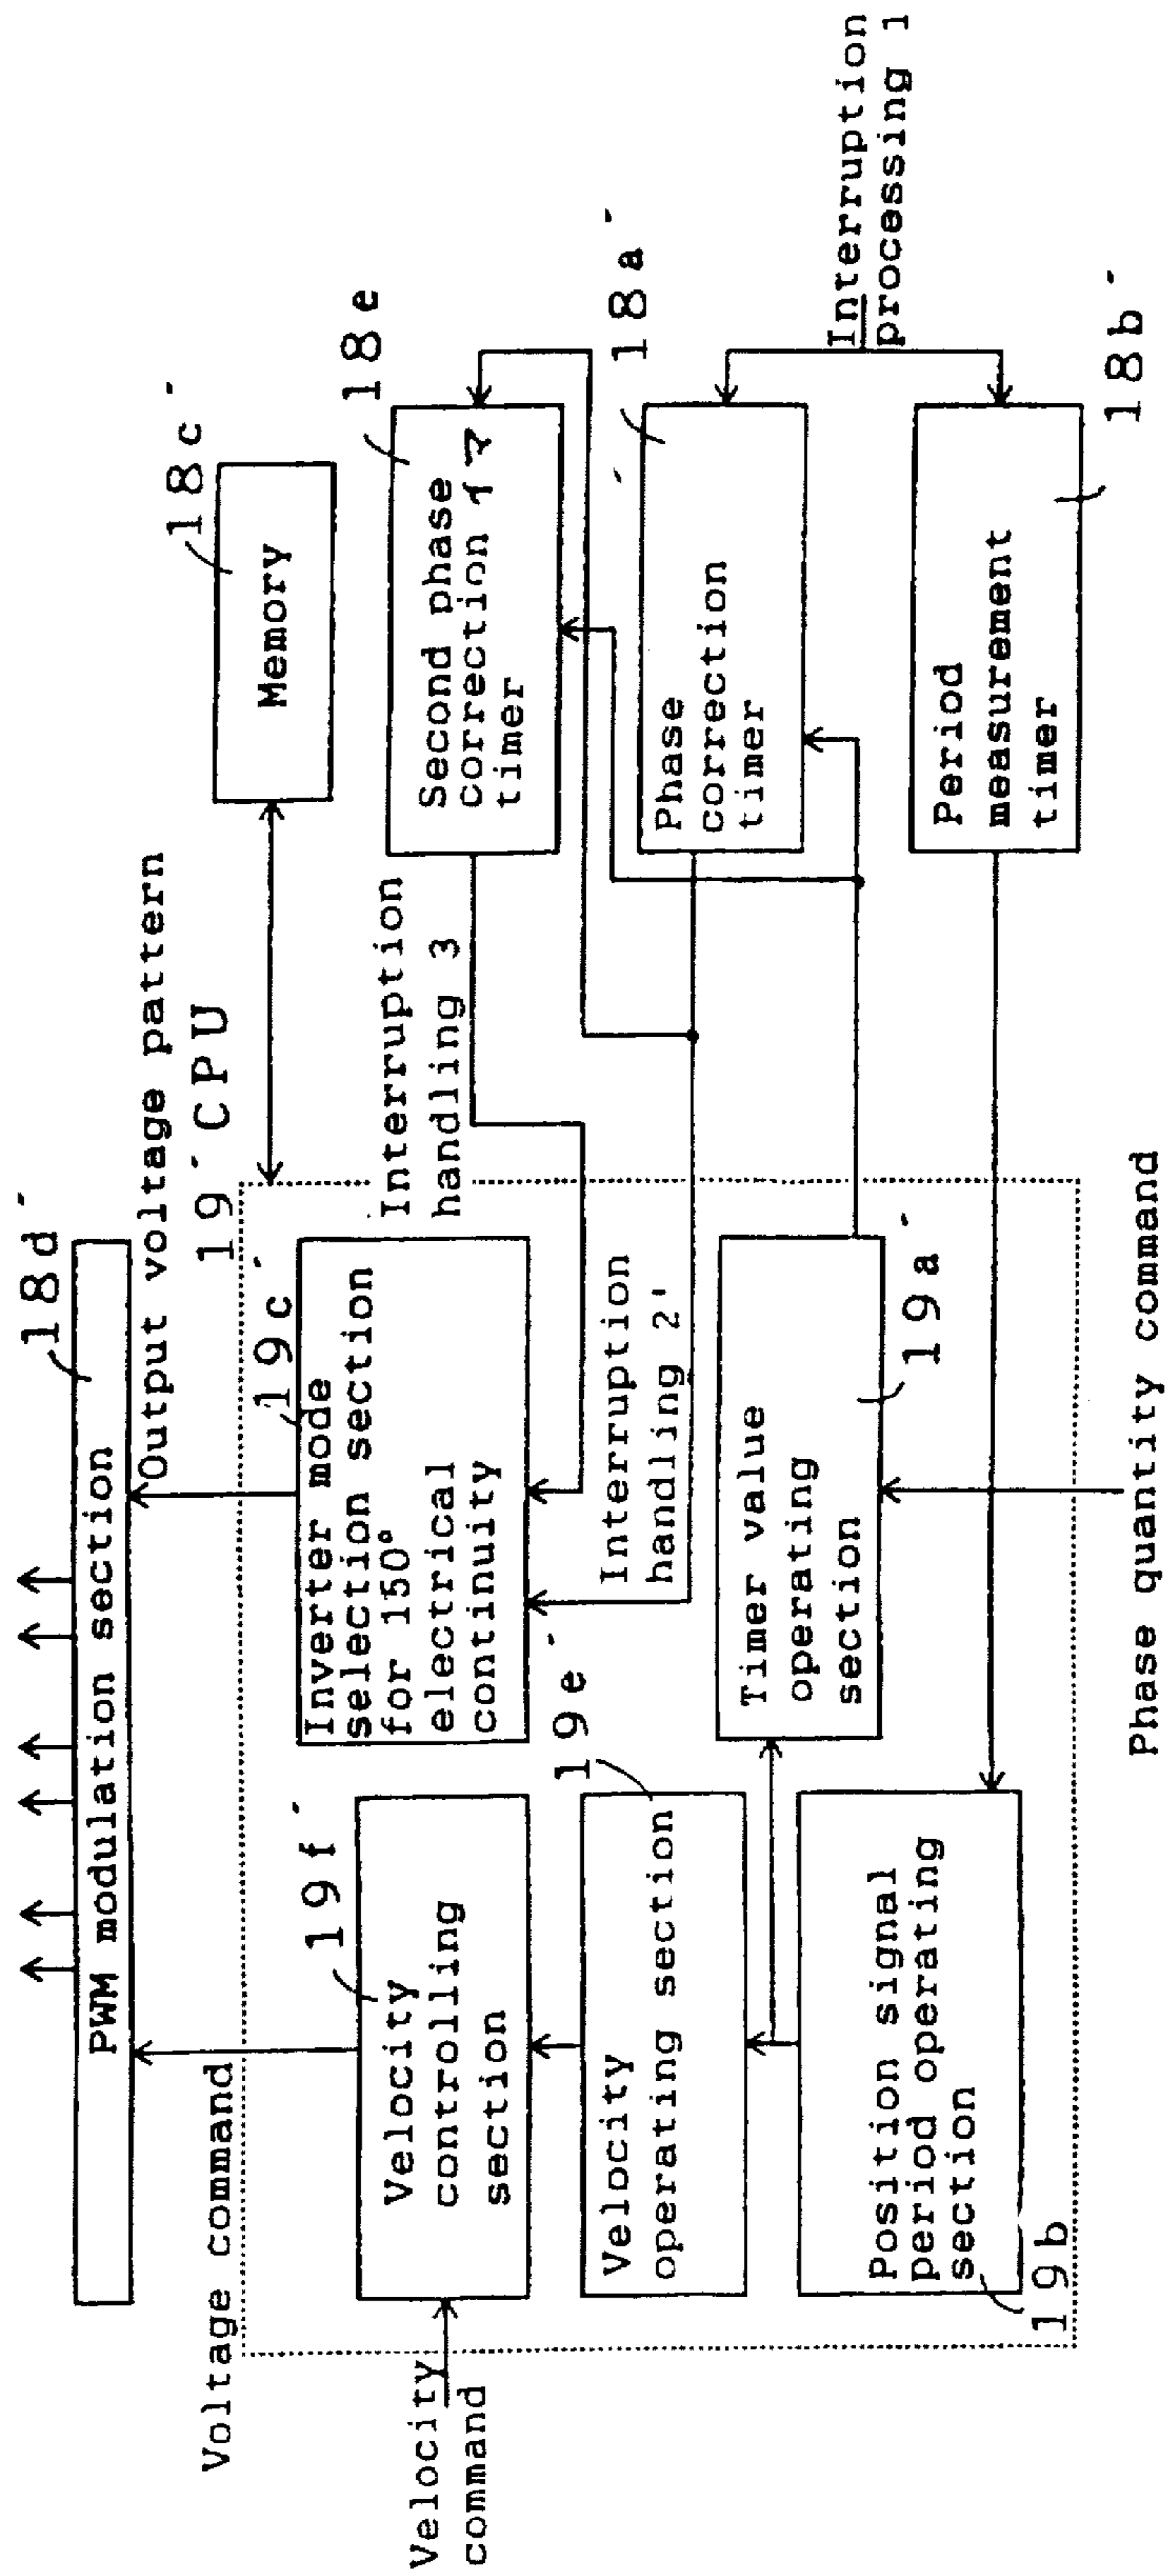 18d´
PWM modulation section
Voltage command
Output voltage pattern
19´CPU
18c´
Memory
Velocity
command
19f´
Velocity
controlling
section
19c´
Inverter mode
selection section
for 150°
electrical
continuity
Interruption
handling 3
18e
Second phase
correction イマ
timer
19e´
Velocity
operating section
Interruption
handling 2'
18a´
Phase
correction
timer
Timer value
operating
section
19a´
Interruption
processing 1
Position signal
period operating
section
19b
Period
measurement
timer
18b´
Phase quantity command